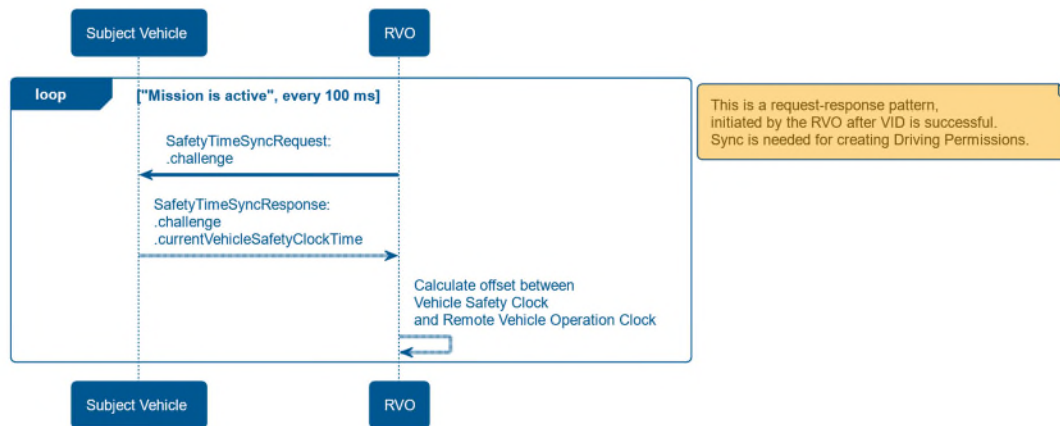 Subject Vehicle
RVO
loop
["Mission is active", every 100 ms]
This is a request-response pattern,
initiated by the RVO after VID is successful.
Sync is needed for creating Driving Permissions.
SafetyTimeSyncRequest:
.challenge
SafetyTimeSyncResponse:
.challenge
.currentVehicleSafetyClockTime
Calculate offset between
Vehicle Safety Clock
and Remote Vehicle Operation Clock
Subject Vehicle
RVO